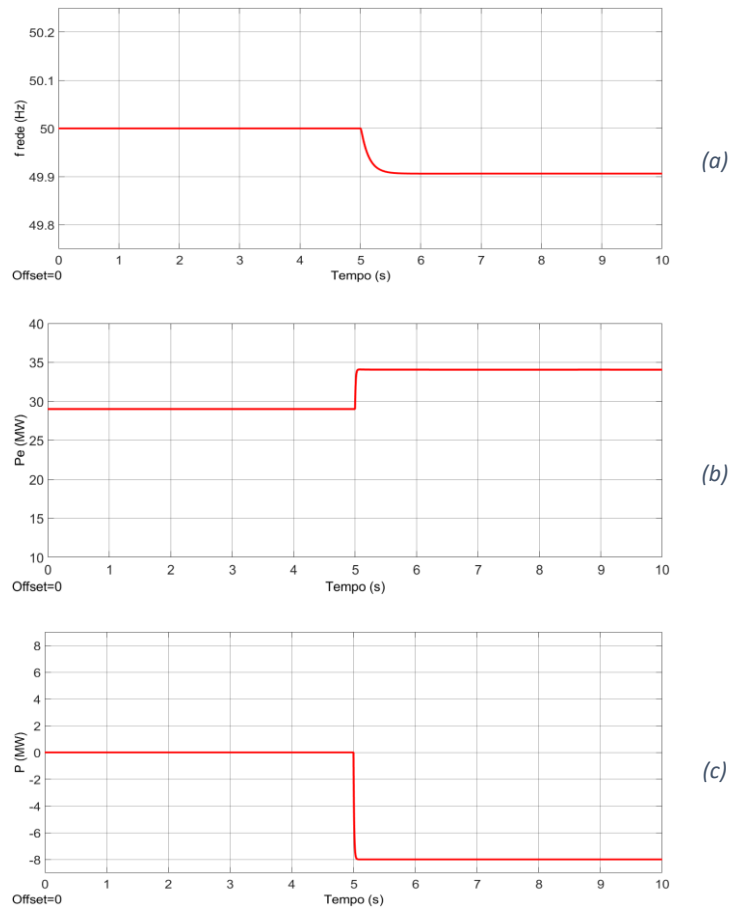 50.2
50.1
50
49.9
49.8
f rede (Hz)
0 1 2 3 4 5 6 7 8 9 10
Offset=0
Tempo (s)
(a)
40
35
30
25
20
15
10
Pe (MW)
0 1 2 3 4 5 6 7 8 9 10
Offset=0
Tempo (s)
(b)
8
6
4
2
0
-2
-4
-6
-8
P (MW)
0 1 2 3 4 5 6 7 8 9 10
Offset=0
Tempo (s)
(c)